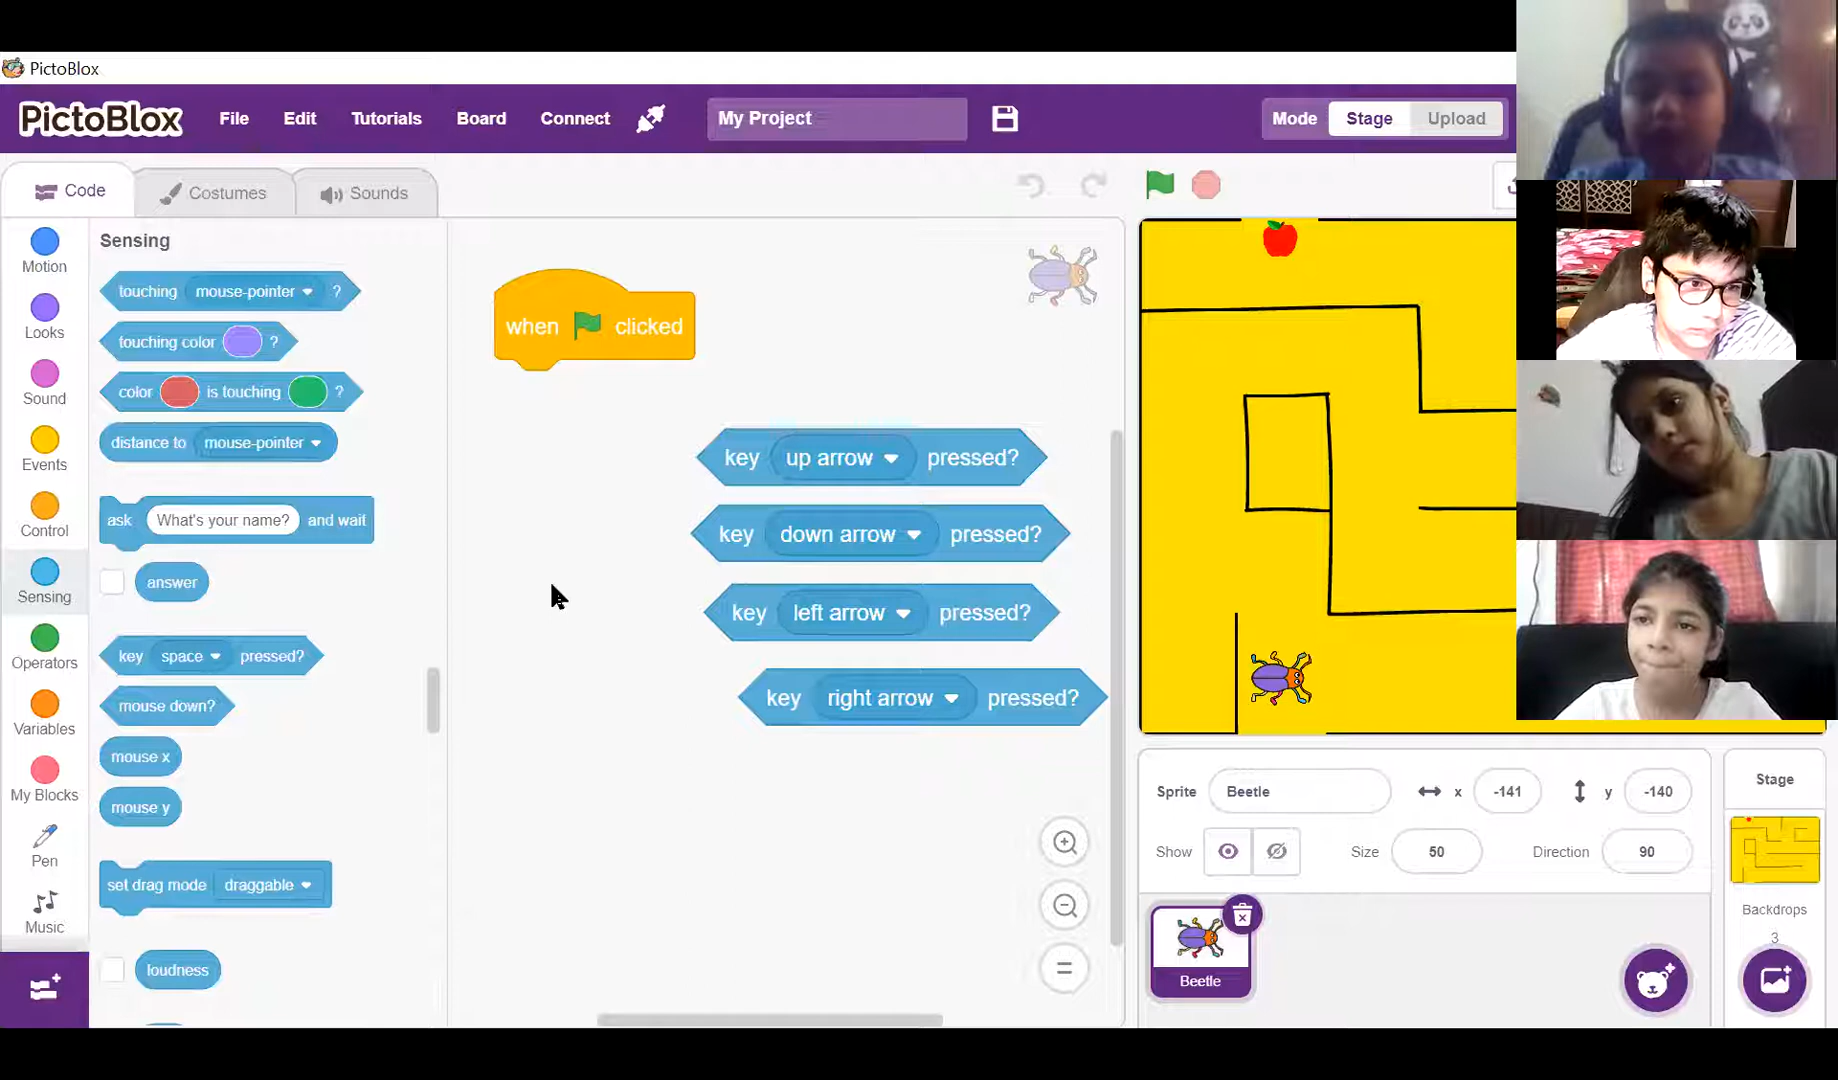 PictoBlox
PictoBlox File Edit Tutorials Board Connect My Project Mode Stage Upload
Code Costumes Sounds
Motion
Looks
Sound
Events
Control
Sensing
Operators
Variables
My Blocks
Pen
Music
Sensing
touching mouse-pointer ?
touching color ?
color is touching ?
distance to mouse-pointer
ask What's your name? and wait
answer
key space pressed?
mouse down?
mouse x
mouse y
set drag mode draggable
loudness
when clicked
key up arrow pressed?
key down arrow pressed?
key left arrow pressed?
key right arrow pressed?
Sprite Beetle x -141 y -140
Show Size 50 Direction 90
Beetle
Stage
Backdrops
3